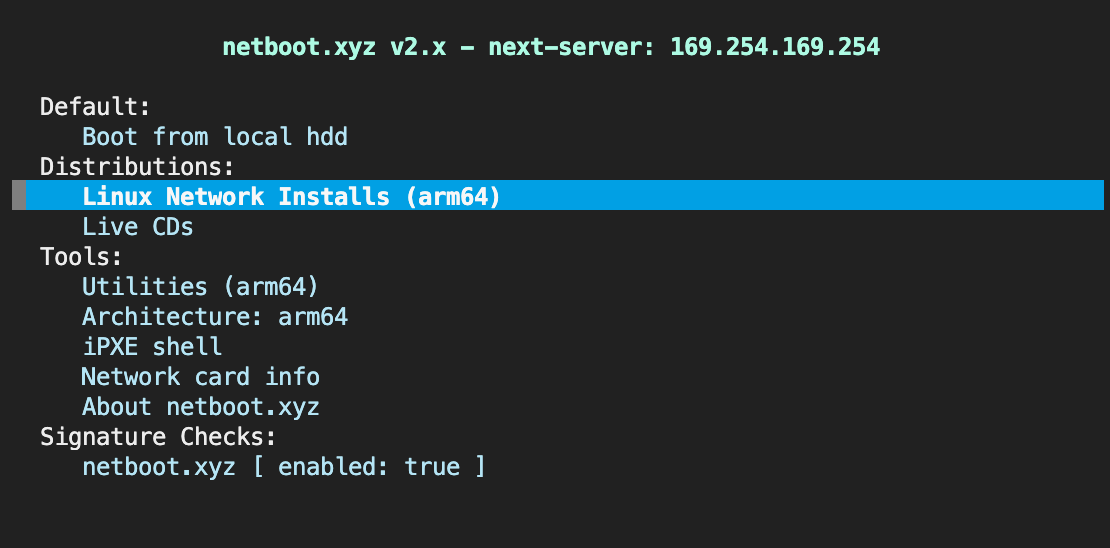 netboot.xyz v2.x - next-server: 169.254.169.254
Default:
Boot from local hdd
Distributions:
Linux Network Installs (arm64)
Live CDs
Tools:
Utilities (arm64)
Architecture: arm64
iPXE shell
Network card info
About netboot.xyz
Signature Checks:
netboot.xyz [ enabled: true ]